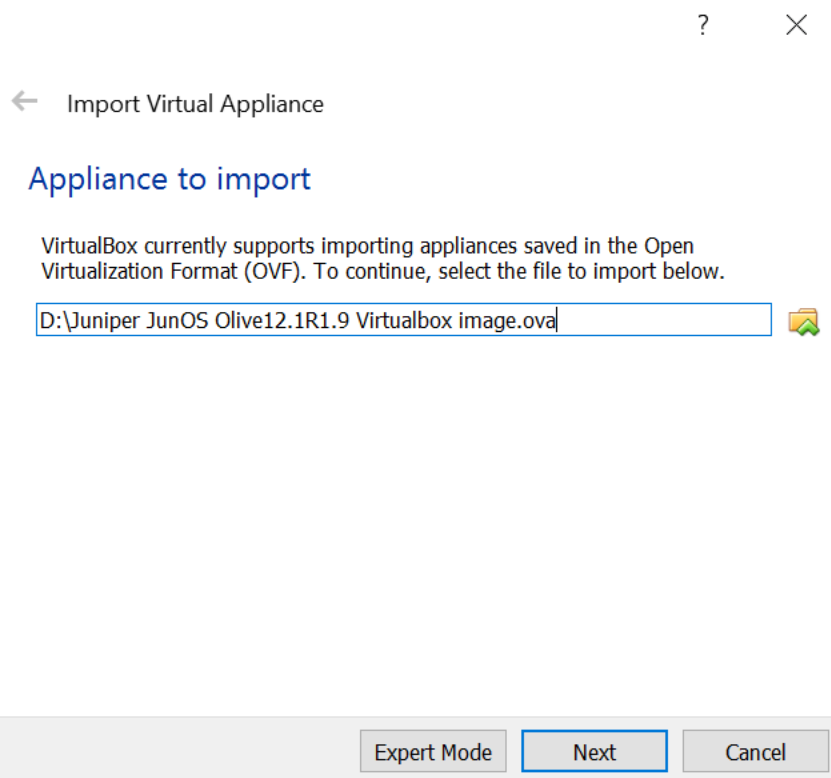 ?
Import Virtual Appliance
Appliance to import
VirtualBox currently supports importing appliances saved in the Open
Virtualization Format (OVF). To continue, select the file to import below.
D:\Juniper JunOS Olive12.1R1.9 Virtualbox image.ova
Expert Mode Next Cancel